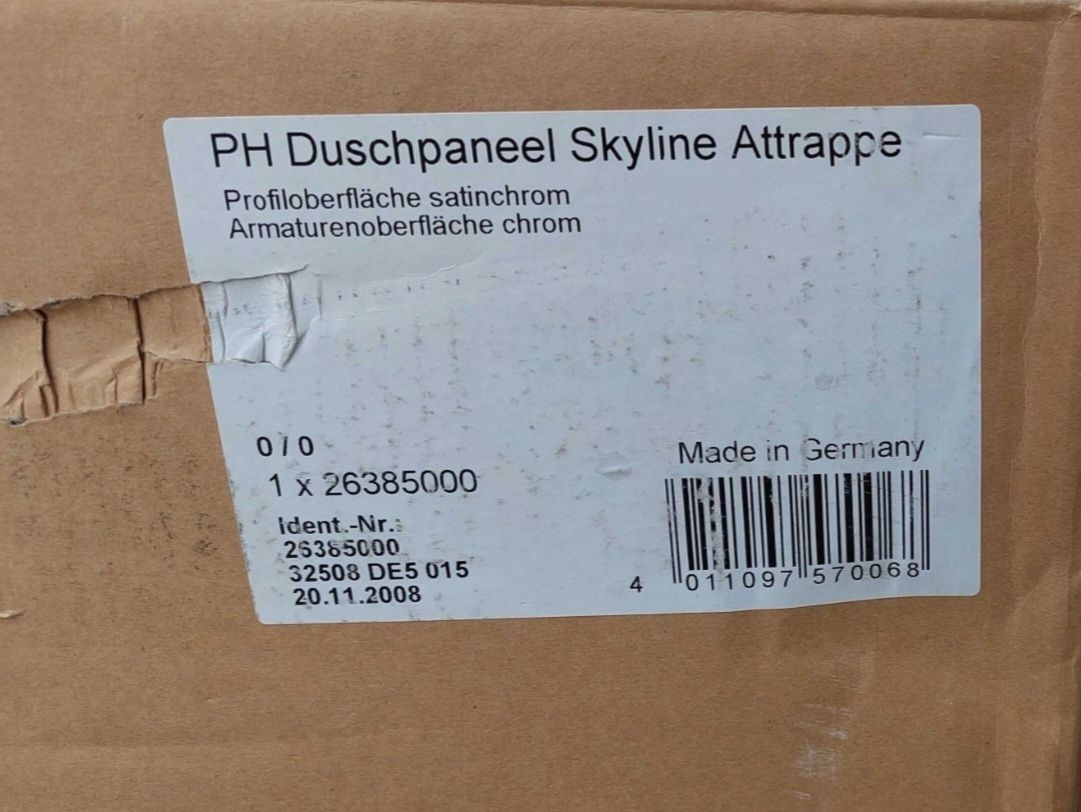 PH Duschpaneel Skyline Attrappe
Profiloberfläche satinchrom
Armaturenoberfläche chrom
0 / 0
1 x 26385000
Ident.-Nr.:
26385000
32508 DE5 015
20.11.2008
Made in Germany
4 011097 570068